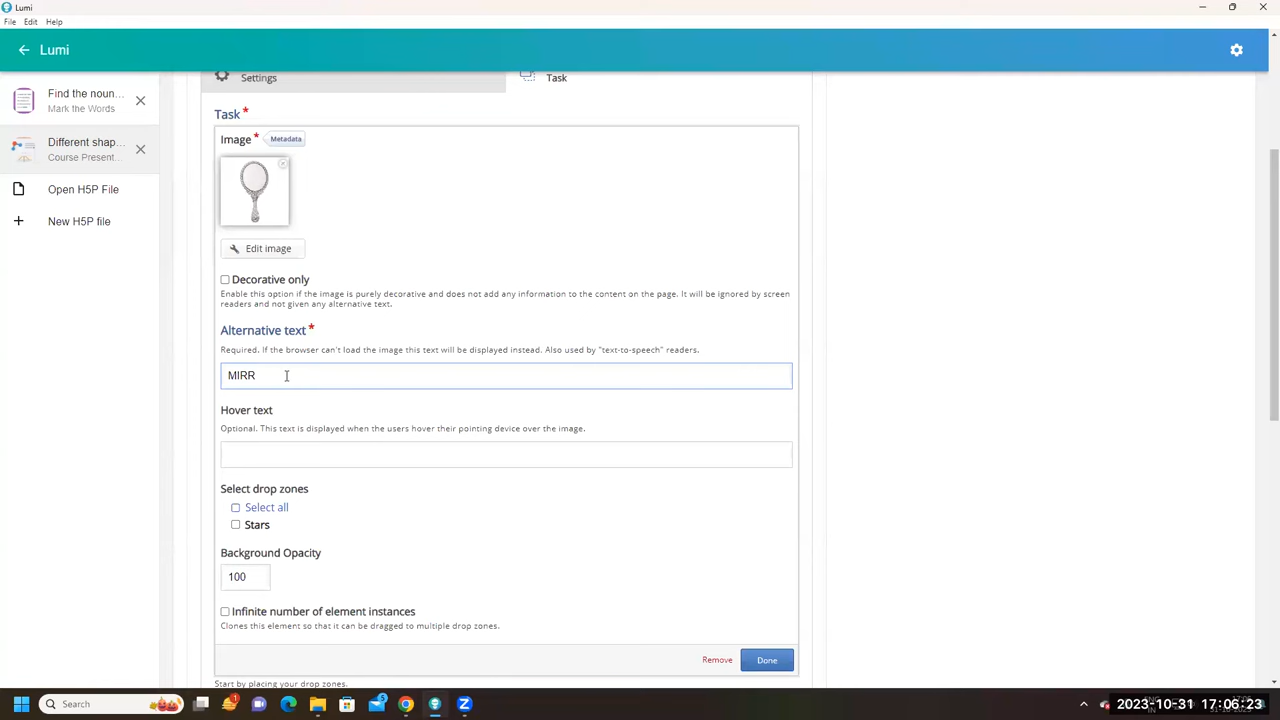 Lumi
File Edit Help
Lumi
Settings
Task
Find the noun...
Mark the Words
Different shap...
Course Present...
Open H5P File
New H5P file
Task *
Image * Metadata
Edit image
Decorative only
Enable this option if the image is purely decorative and does not add any information to the content on the page. It will be ignored by screen
readers and not given any alternative text.
Alternative text *
Required. If the browser can't load the image this text will be displayed instead. Also used by "text-to-speech" readers.
MIRR
Hover text
Optional. This text is displayed when the users hover their pointing device over the image.
Select drop zones
Select all
Stars
Background Opacity
100
Infinite number of element instances
Clones this element so that it can be dragged to multiple drop zones.
Remove Done
Start by placing your drop zones.
Search
2023-10-31 17:06:23